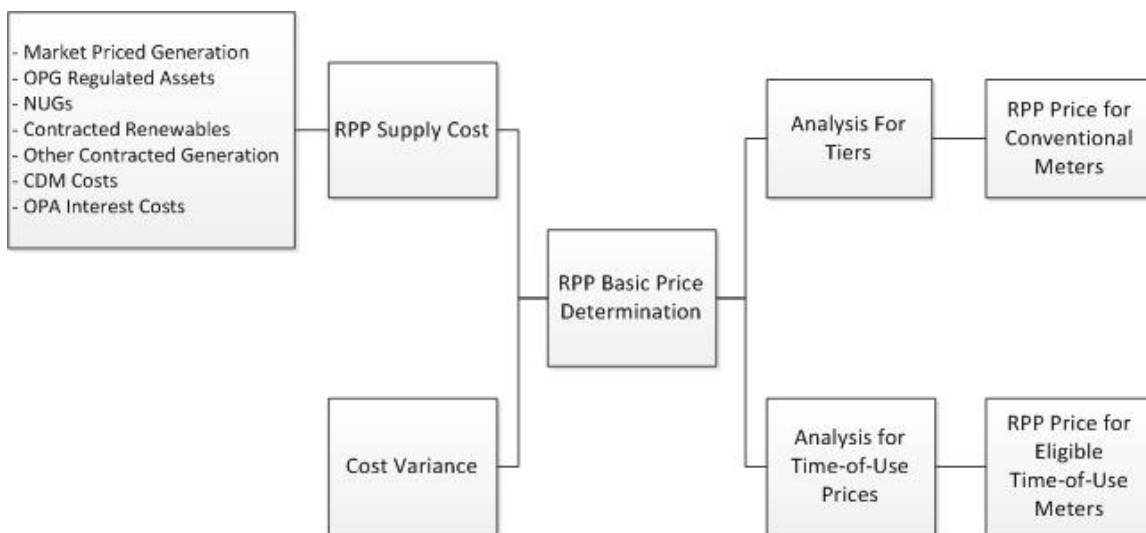 - Market Priced Generation
- OPG Regulated Assets
- NUGs
- Contracted Renewables
- Other Contracted Generation
- CDM Costs
- OPA Interest Costs
RPP Supply Cost
Cost Variance
RPP Basic Price
Determination
Analysis For
Tiers
RPP Price for
Conventional
Meters
Analysis for
Time-of-Use
Prices
RPP Price for
Eligible
Time-of-Use
Meters